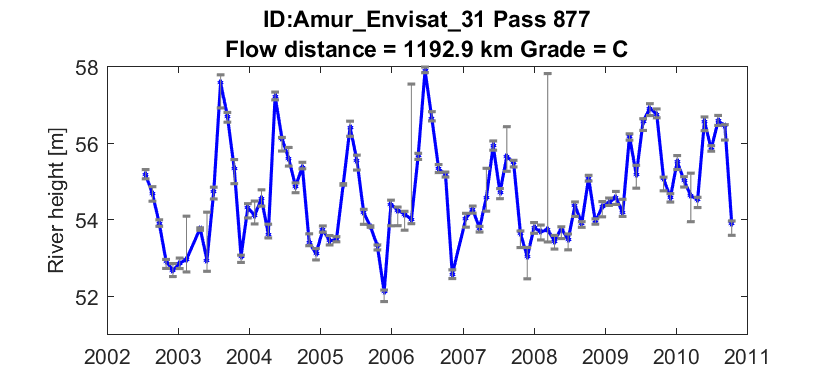 ID:Amur_Envisat_31 Pass 877
Flow distance = 1192.9 km Grade = C
River height [m]
58
56
54
52
2002 2003 2004 2005 2006 2007 2008 2009 2010 2011